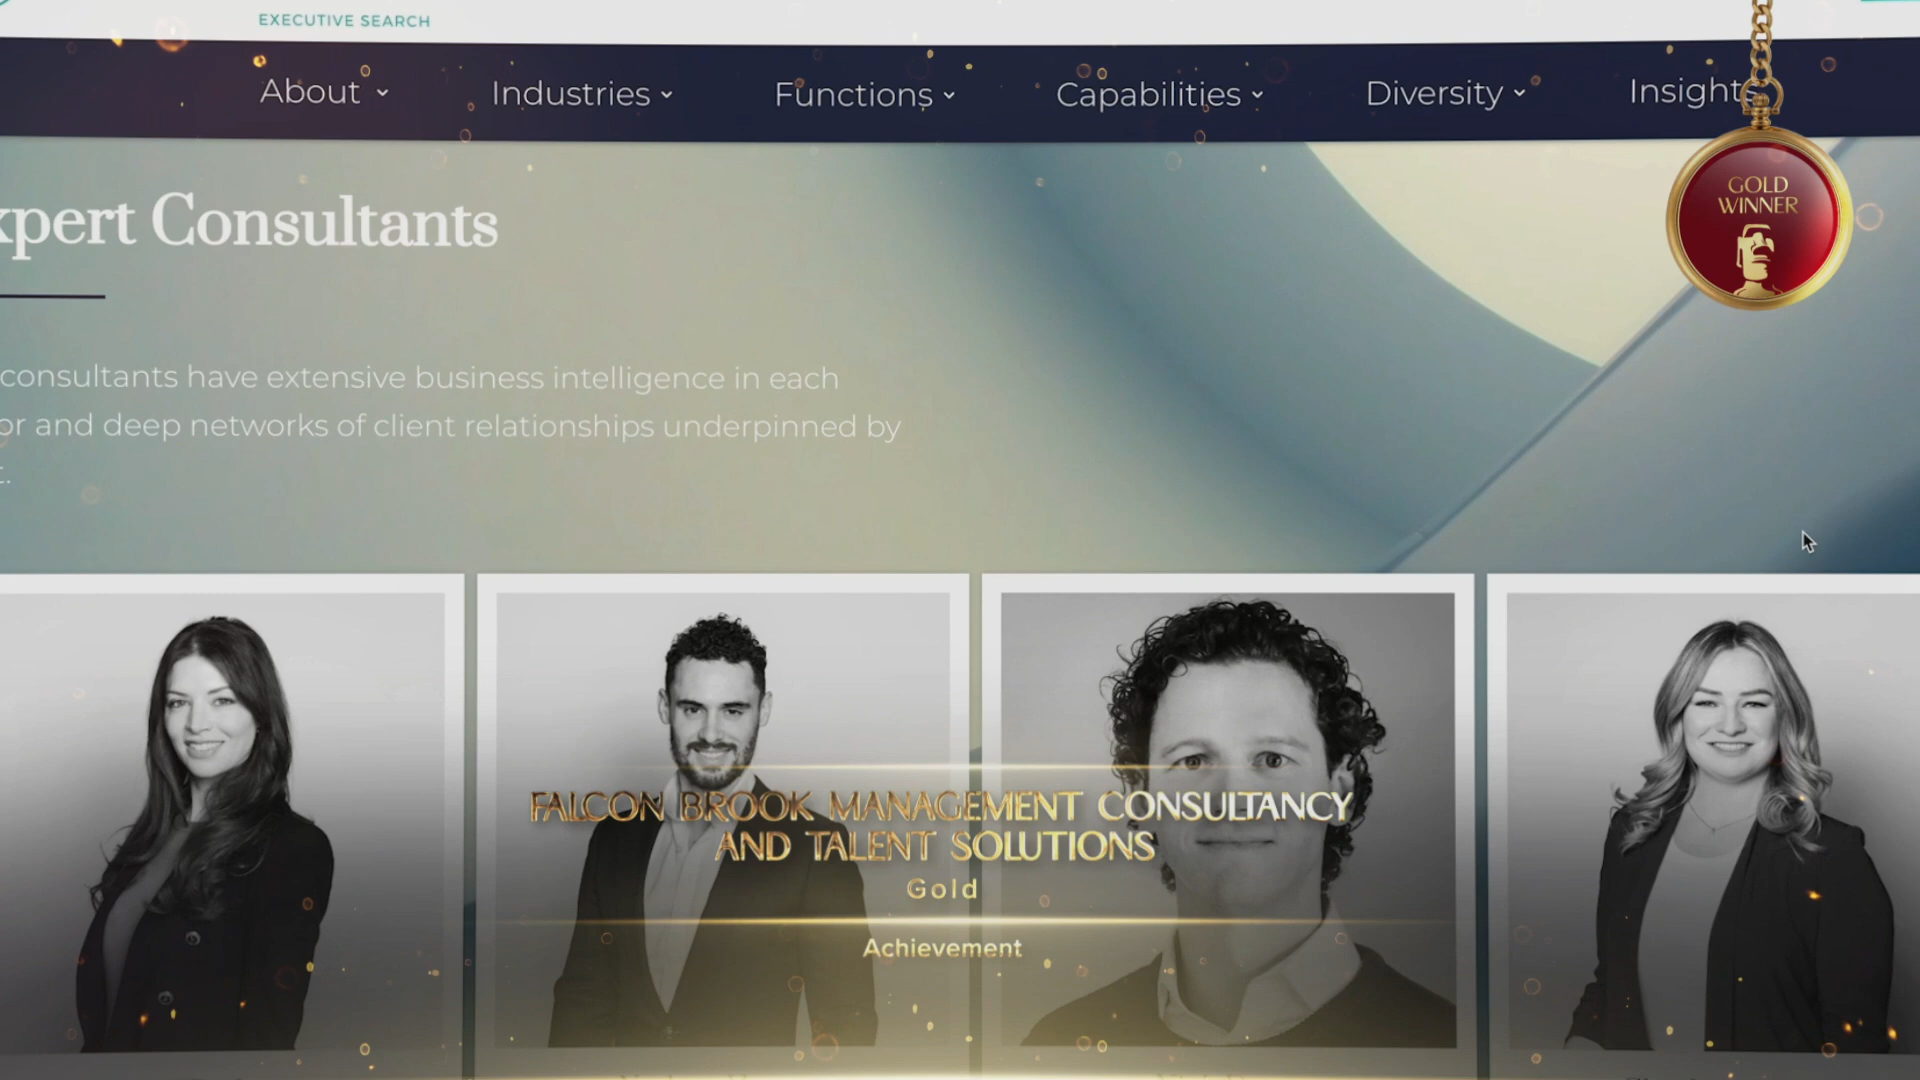 EXECUTIVE SEARCH
About
Industries
Functions
Capabilities
Diversity
Insights
GOLD
WINNER
xpert Consultants
consultants have extensive business intelligence in each
or and deep networks of client relationships underpinned by
t.
FALCON BROOK MANAGEMENT CONSULTANCY
AND TALENT SOLUTIONS
Gold
Achievement